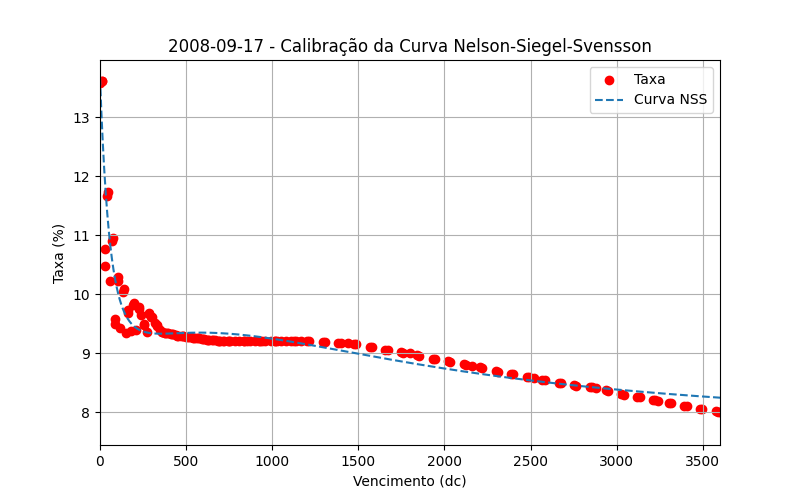 2008-09-17 - Calibração da Curva Nelson-Siegel-Svensson
Taxa
Curva NSS
13
12
11
10
9
8
Taxa (%)
0 500 1000 1500 2000 2500 3000 3500
Vencimento (dc)